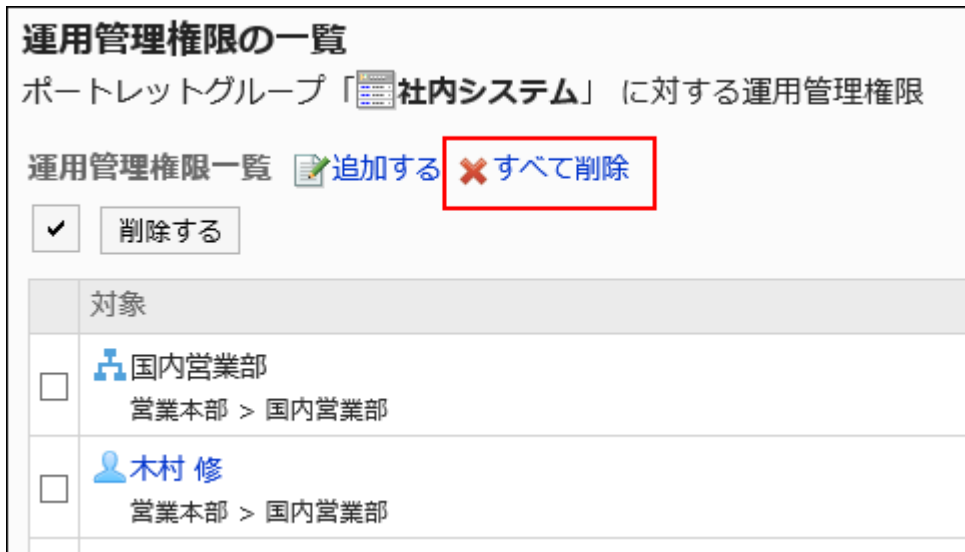 運用管理権限の一覧
ポートレットグループ「社内システム」 に対する運用管理権限
運用管理権限一覧 追加する すべて削除
削除する
対象
国内営業部
営業本部 > 国内営業部
木村 修
営業本部 > 国内営業部